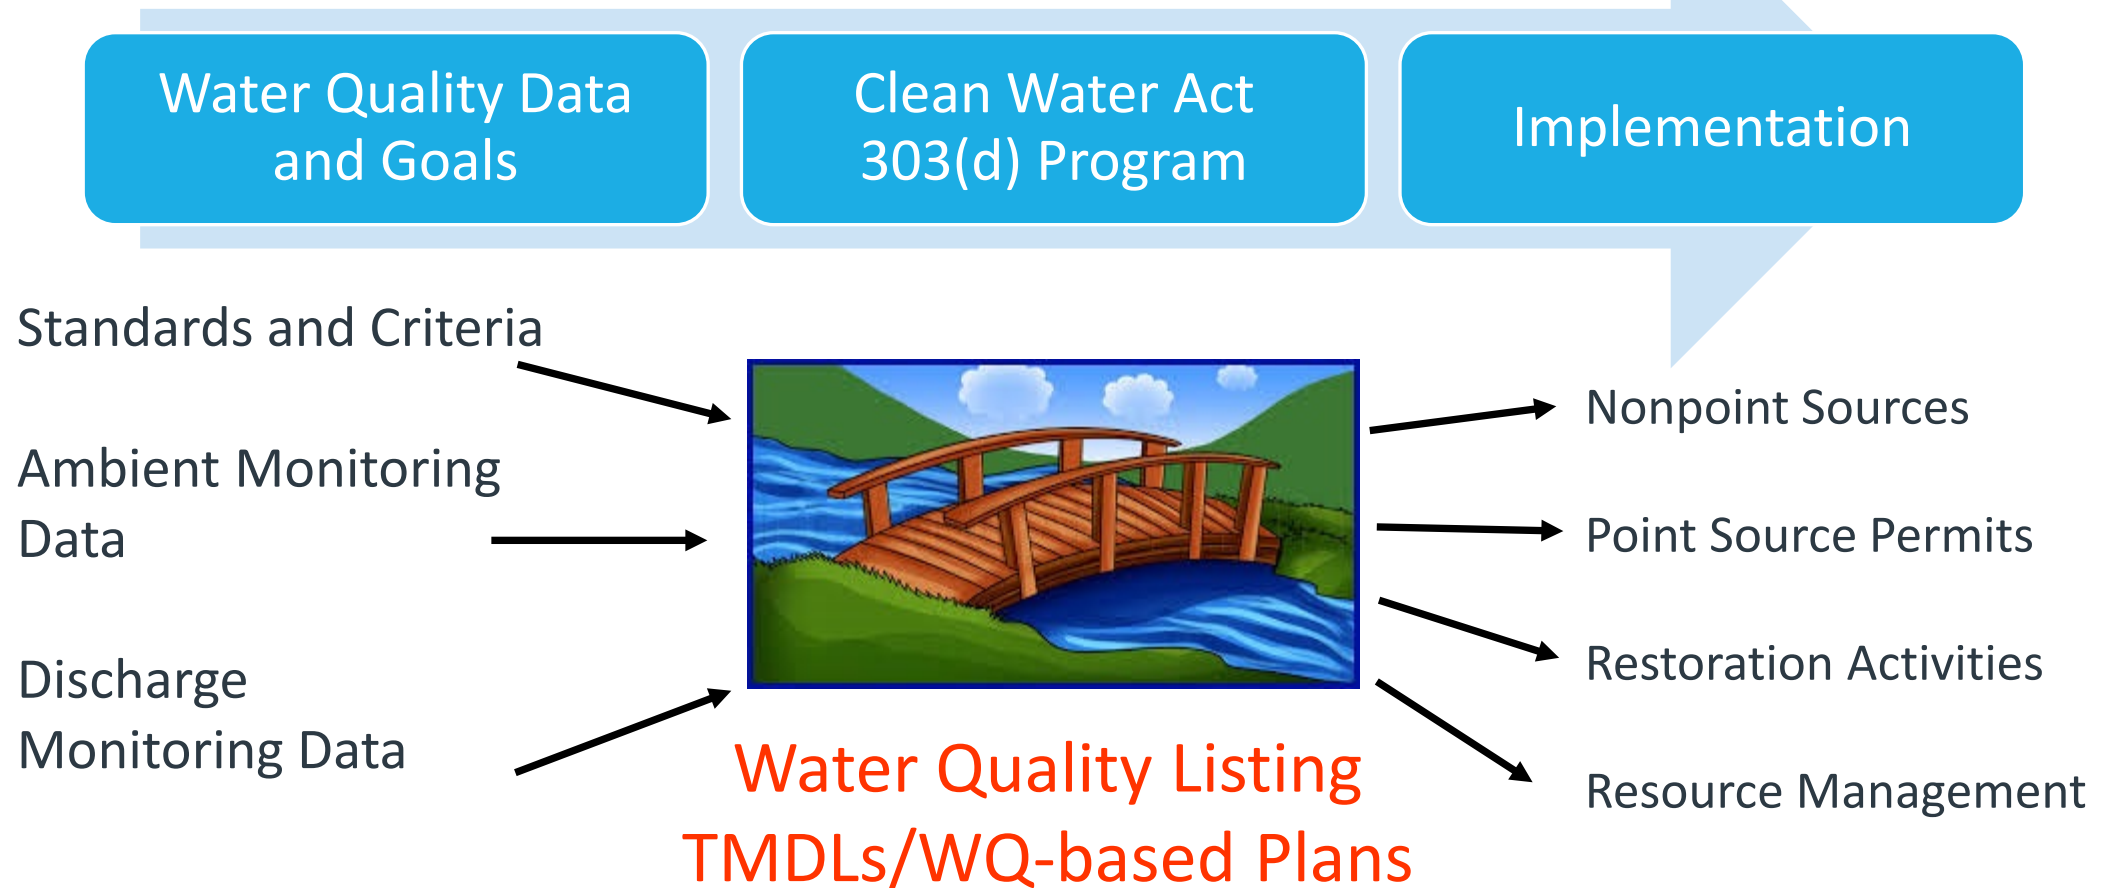 Water Quality Data
and Goals
Clean Water Act
303(d) Program
Implementation
Standards and Criteria
Ambient Monitoring
Data
Discharge
Monitoring Data
Water Quality Listing
TMDLs/WQ-based Plans
Nonpoint Sources
Point Source Permits
Restoration Activities
Resource Management